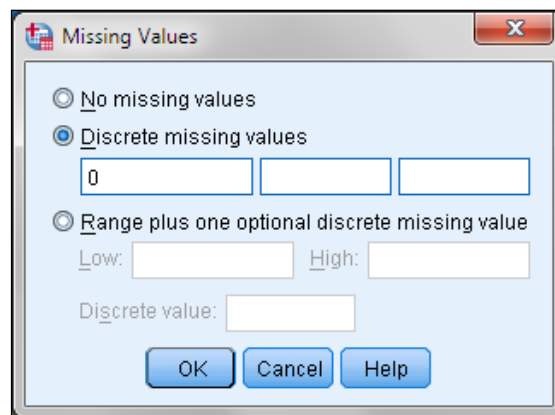 Missing Values
No missing values
Discrete missing values
0
Range plus one optional discrete missing value
Low: High:
Discrete value:
OK Cancel Help